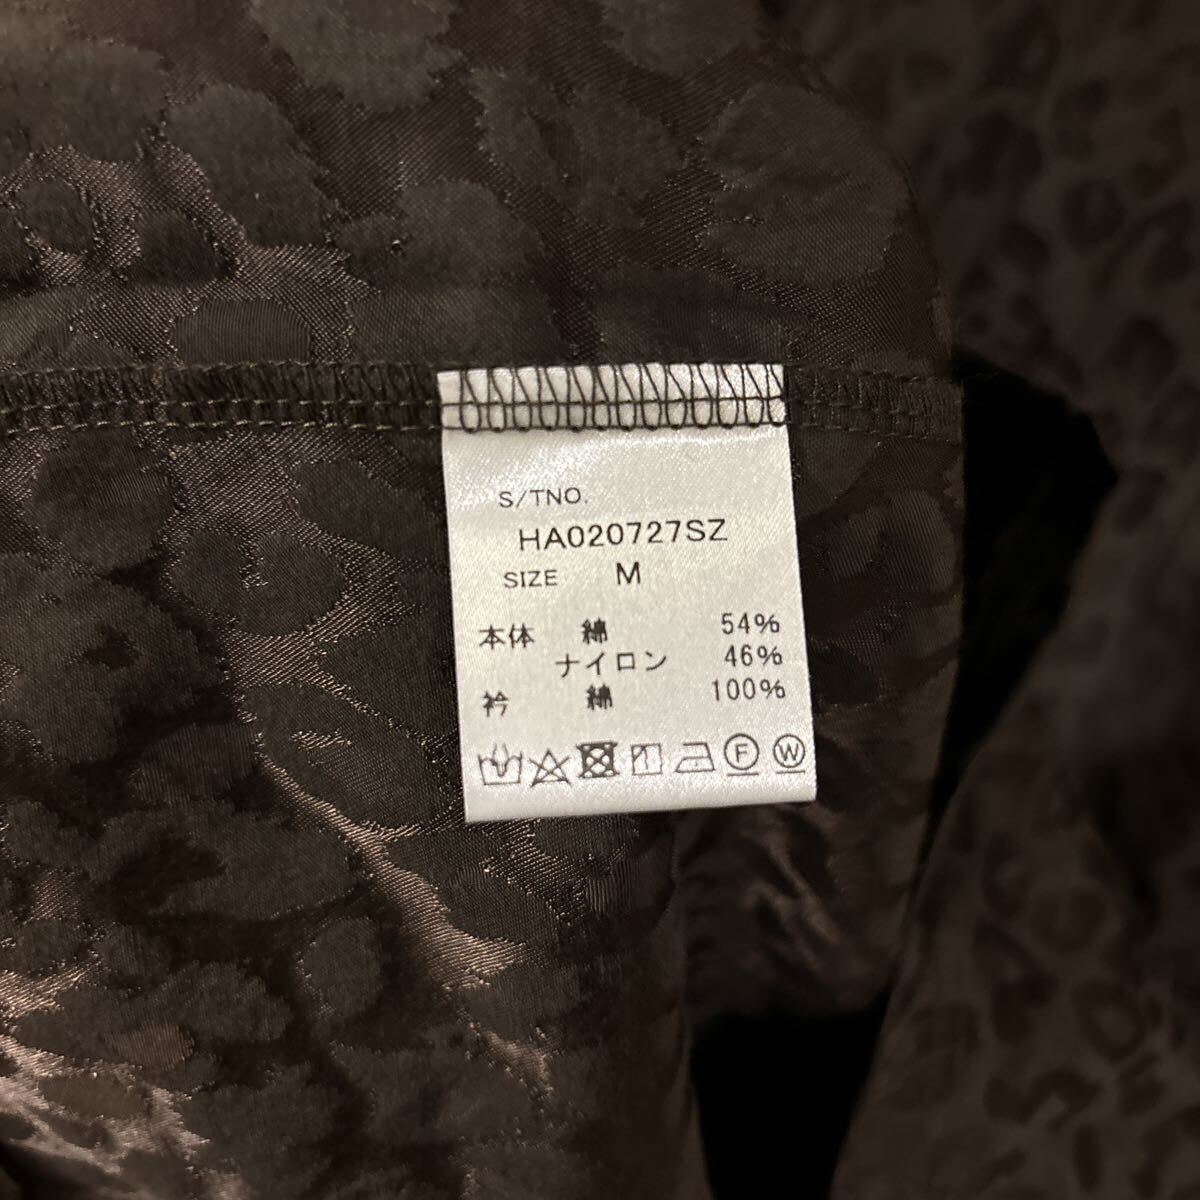 S/TNO.
HA020727SZ
SIZE M
本体 綿 54%
ナイロン 46%
衿 綿 100%
F W